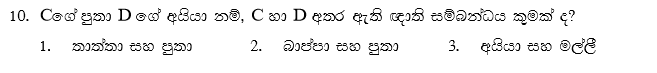 10. Cගේ පුතා D ගේ අයියා නම්, C හා D අතර ඇති ඥාති සම්බන්ධය කුමක් ද?
1. තාත්තා සහ පුතා 2. බාප්පා සහ පුතා 3. අයියා සහ මල්ලී